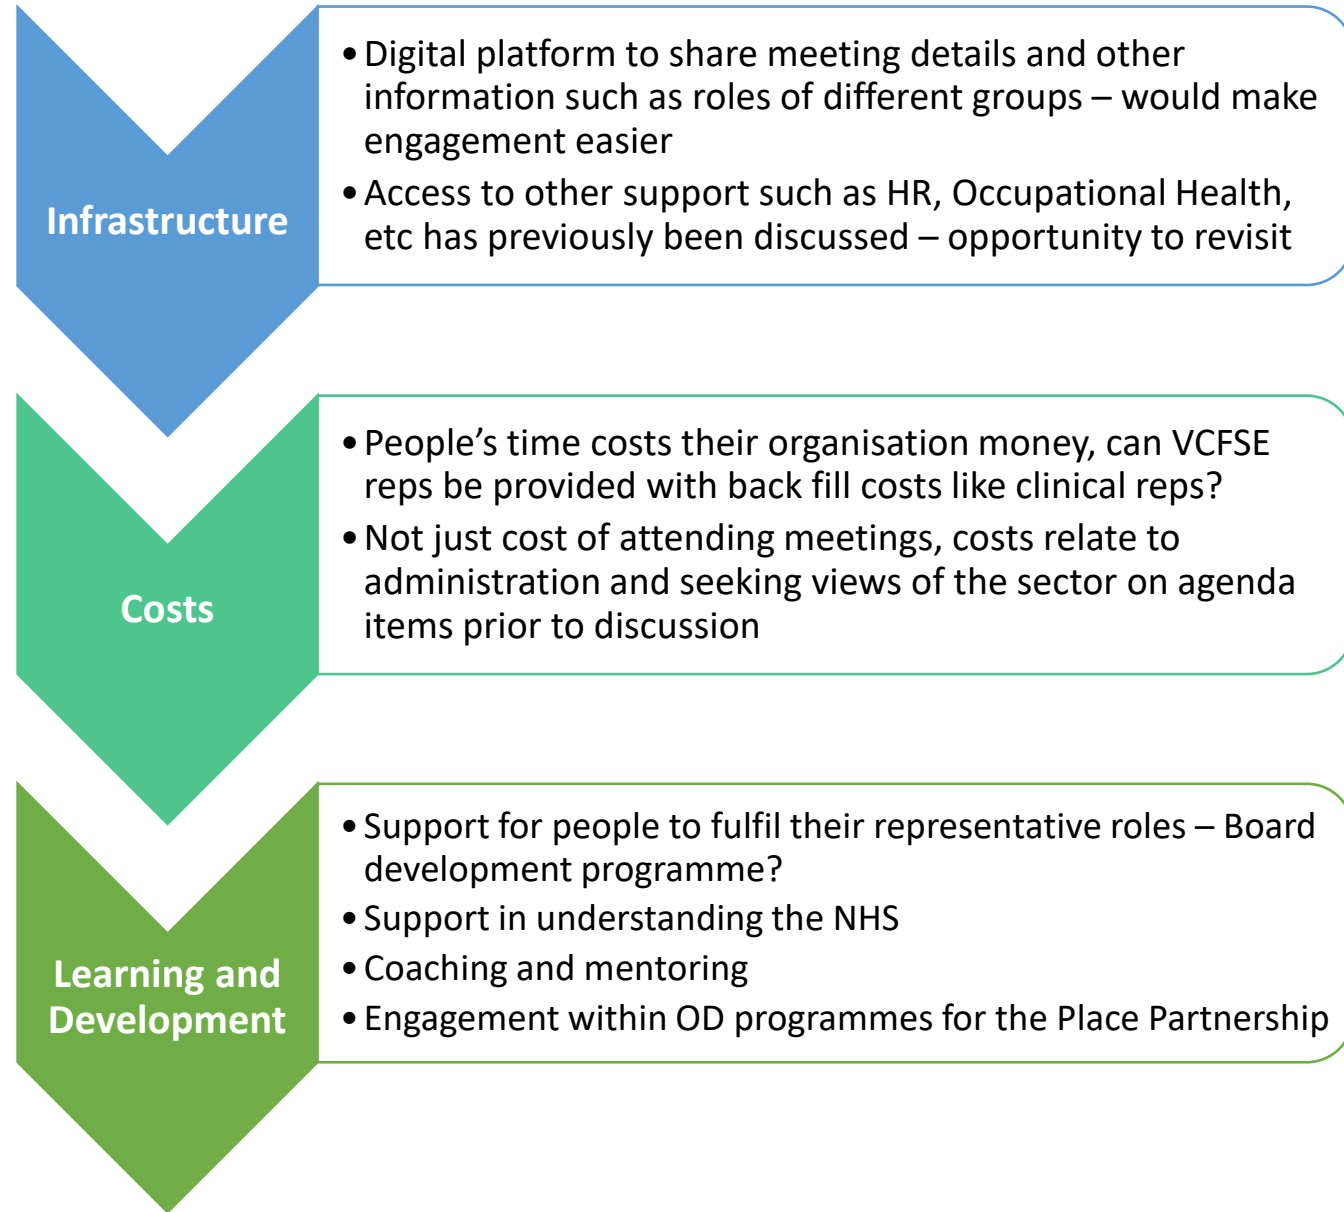 Infrastructure
• Digital platform to share meeting details and other
information such as roles of different groups – would make
engagement easier
• Access to other support such as HR, Occupational Health,
etc has previously been discussed – opportunity to revisit
Costs
• People’s time costs their organisation money, can VCFSE
reps be provided with back fill costs like clinical reps?
• Not just cost of attending meetings, costs relate to
administration and seeking views of the sector on agenda
items prior to discussion
Learning and
Development
• Support for people to fulfil their representative roles – Board
development programme?
• Support in understanding the NHS
• Coaching and mentoring
• Engagement within OD programmes for the Place Partnership